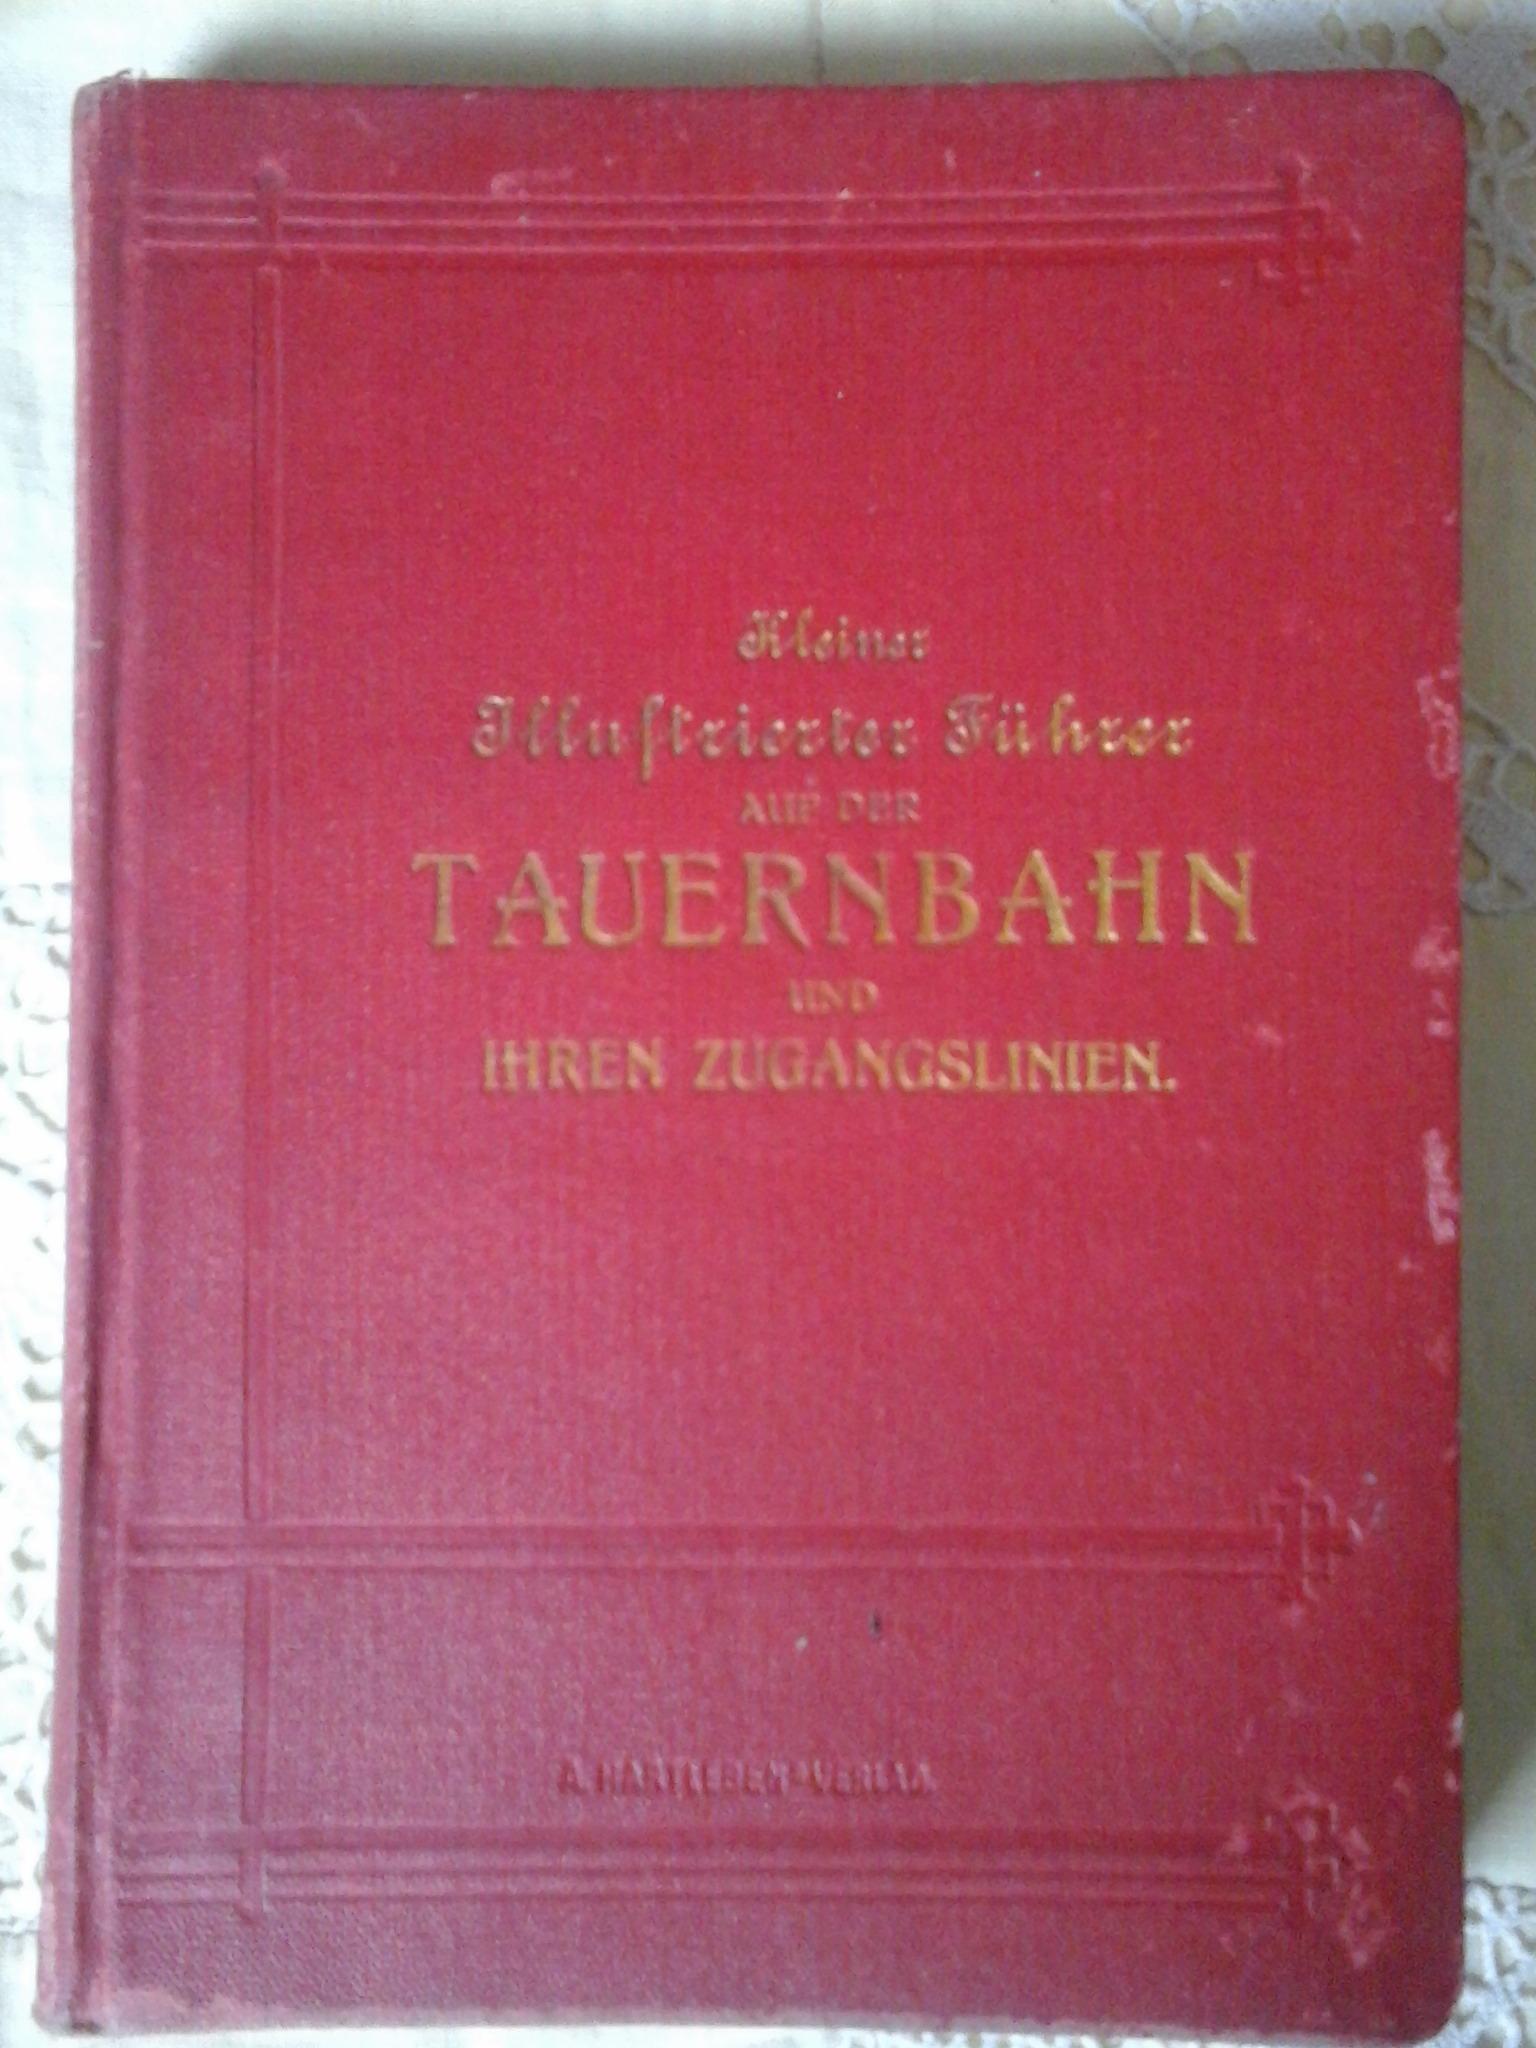 Kleiner
Illuſtrierter Führer
AUF DER
TAUERNBAHN
UND
IHREN ZUGANGSLINIEN.
A. HARTLEBEN'S VERLAG.